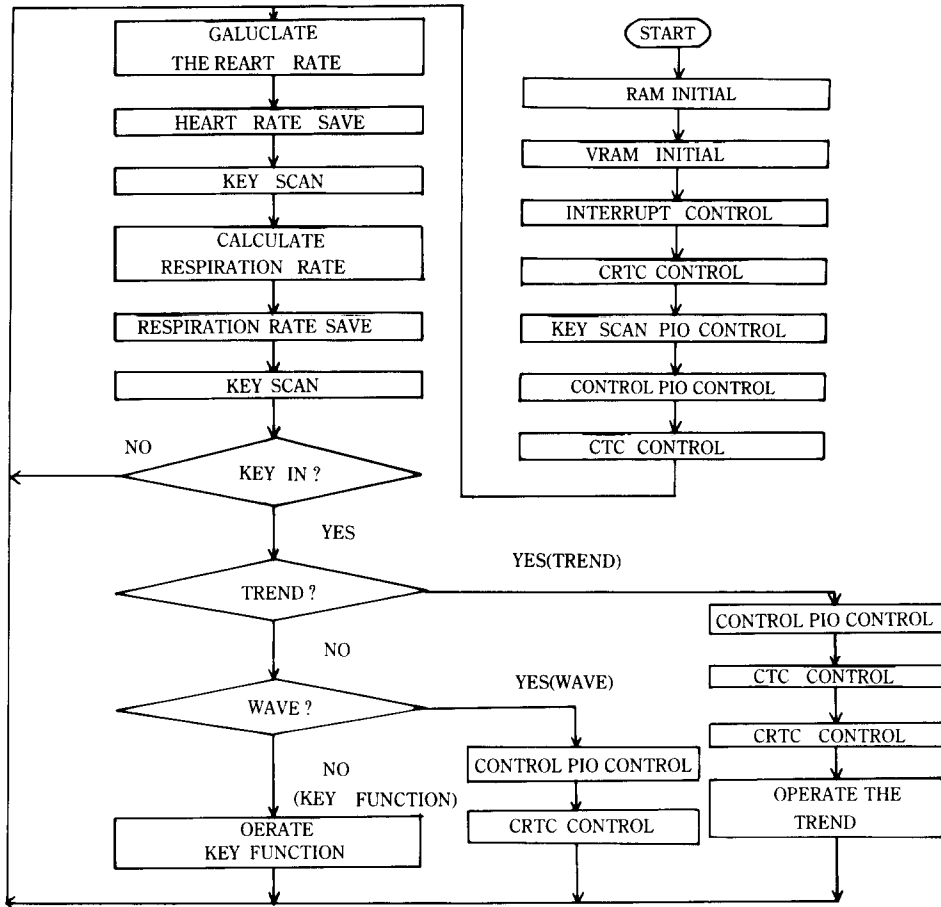 START
RAM INITIAL
VRAM INITIAL
INTERRUPT CONTROL
CRTC CONTROL
KEY SCAN PIO CONTROL
CONTROL PIO CONTROL
CTC CONTROL
GALUCLATE
THE REART RATE
HEART RATE SAVE
KEY SCAN
CALCULATE
RESPIRATION RATE
RESPIRATION RATE SAVE
KEY SCAN
NO
KEY IN ?
YES
TREND ?
YES(TREND)
CONTROL PIO CONTROL
CTC CONTROL
CRTC CONTROL
OPERATE THE
TREND
NO
WAVE ?
YES(WAVE)
CONTROL PIO CONTROL
CRTC CONTROL
NO
(KEY FUNCTION)
OERATE
KEY FUNCTION